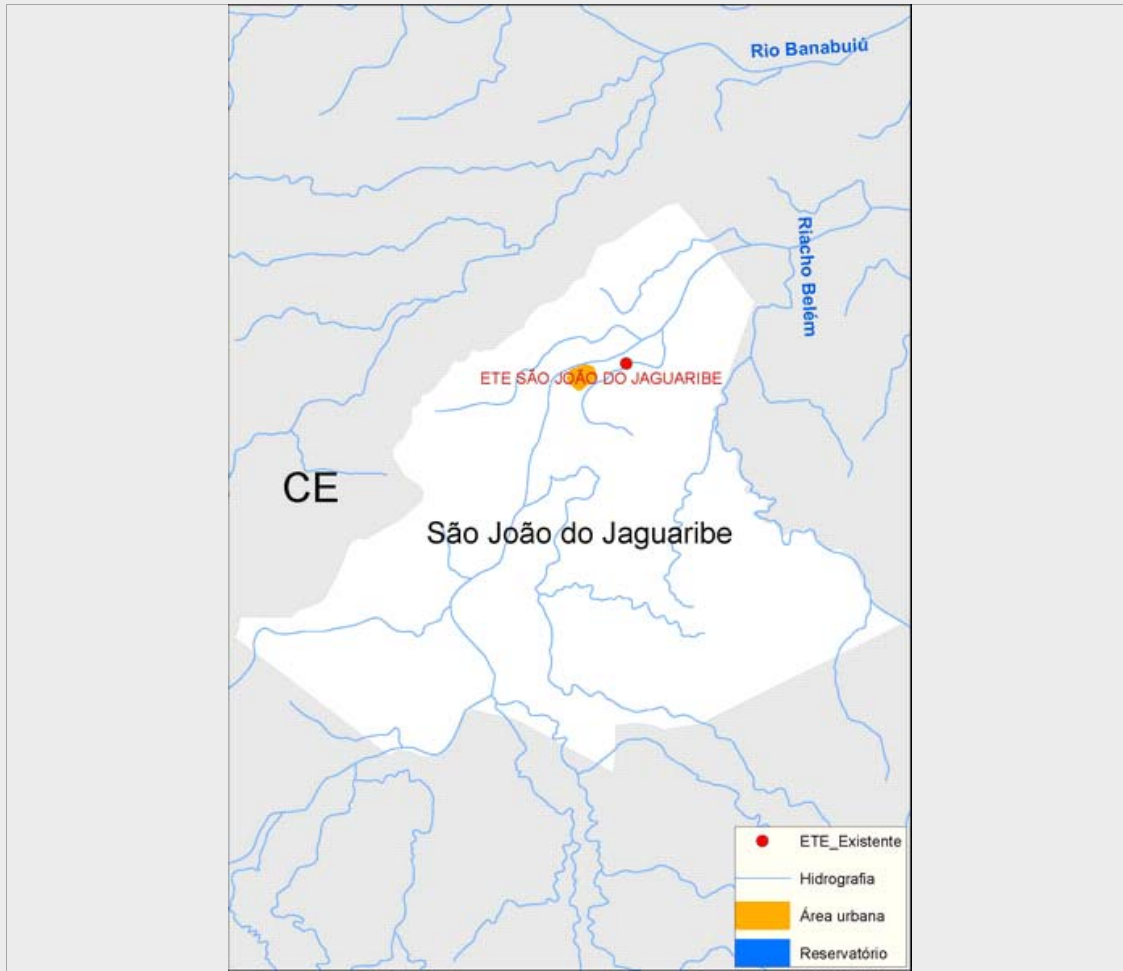 Rio Banabuiú
Riacho Belém
ETE SÃO JOÃO DO JAGUARIBE
CE
São João do Jaguaribe
ETE_Existente
Hidrografia
Área urbana
Reservatório